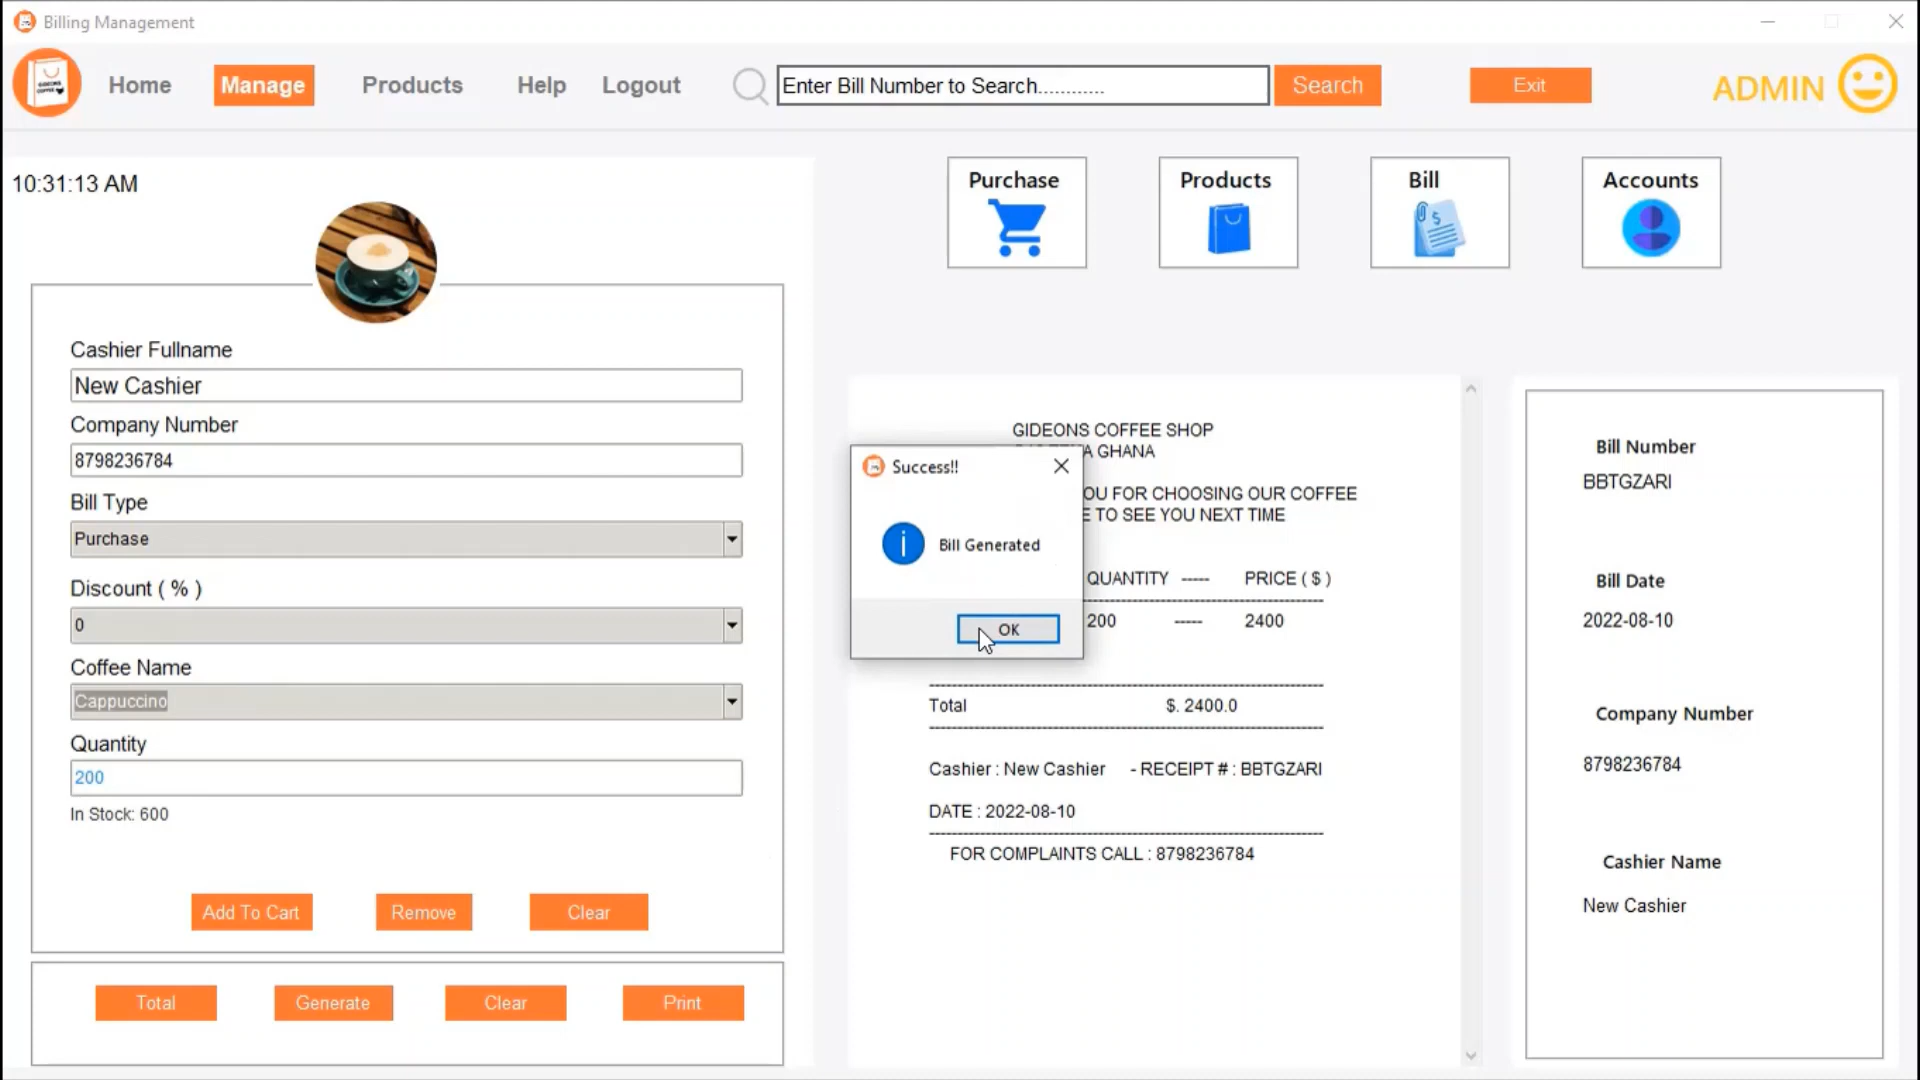 Billing Management
Home
Manage
Products
Help
Logout
Enter Bill Number to Search............
Search
Exit
ADMIN
10:31:13 AM
Purchase
Products
Bill
Accounts
Cashier Fullname
New Cashier
Company Number
8798236784
Bill Type
Purchase
Discount ( % )
0
Coffee Name
Cappuccino
Quantity
200
In Stock: 600
Add To Cart
Remove
Clear
Total
Generate
Clear
Print
GIDEONS COFFEE SHOP
GHANA
FOR CHOOSING OUR COFFEE
TO SEE YOU NEXT TIME
QUANTITY ----- PRICE ( $ )
200 ----- 2400
Total $. 2400.0
Cashier : New Cashier - RECEIPT # : BBTGZARI
DATE : 2022-08-10
FOR COMPLAINTS CALL : 8798236784
Success!!
Bill Generated
OK
Bill Number
BBTGZARI
Bill Date
2022-08-10
Company Number
8798236784
Cashier Name
New Cashier